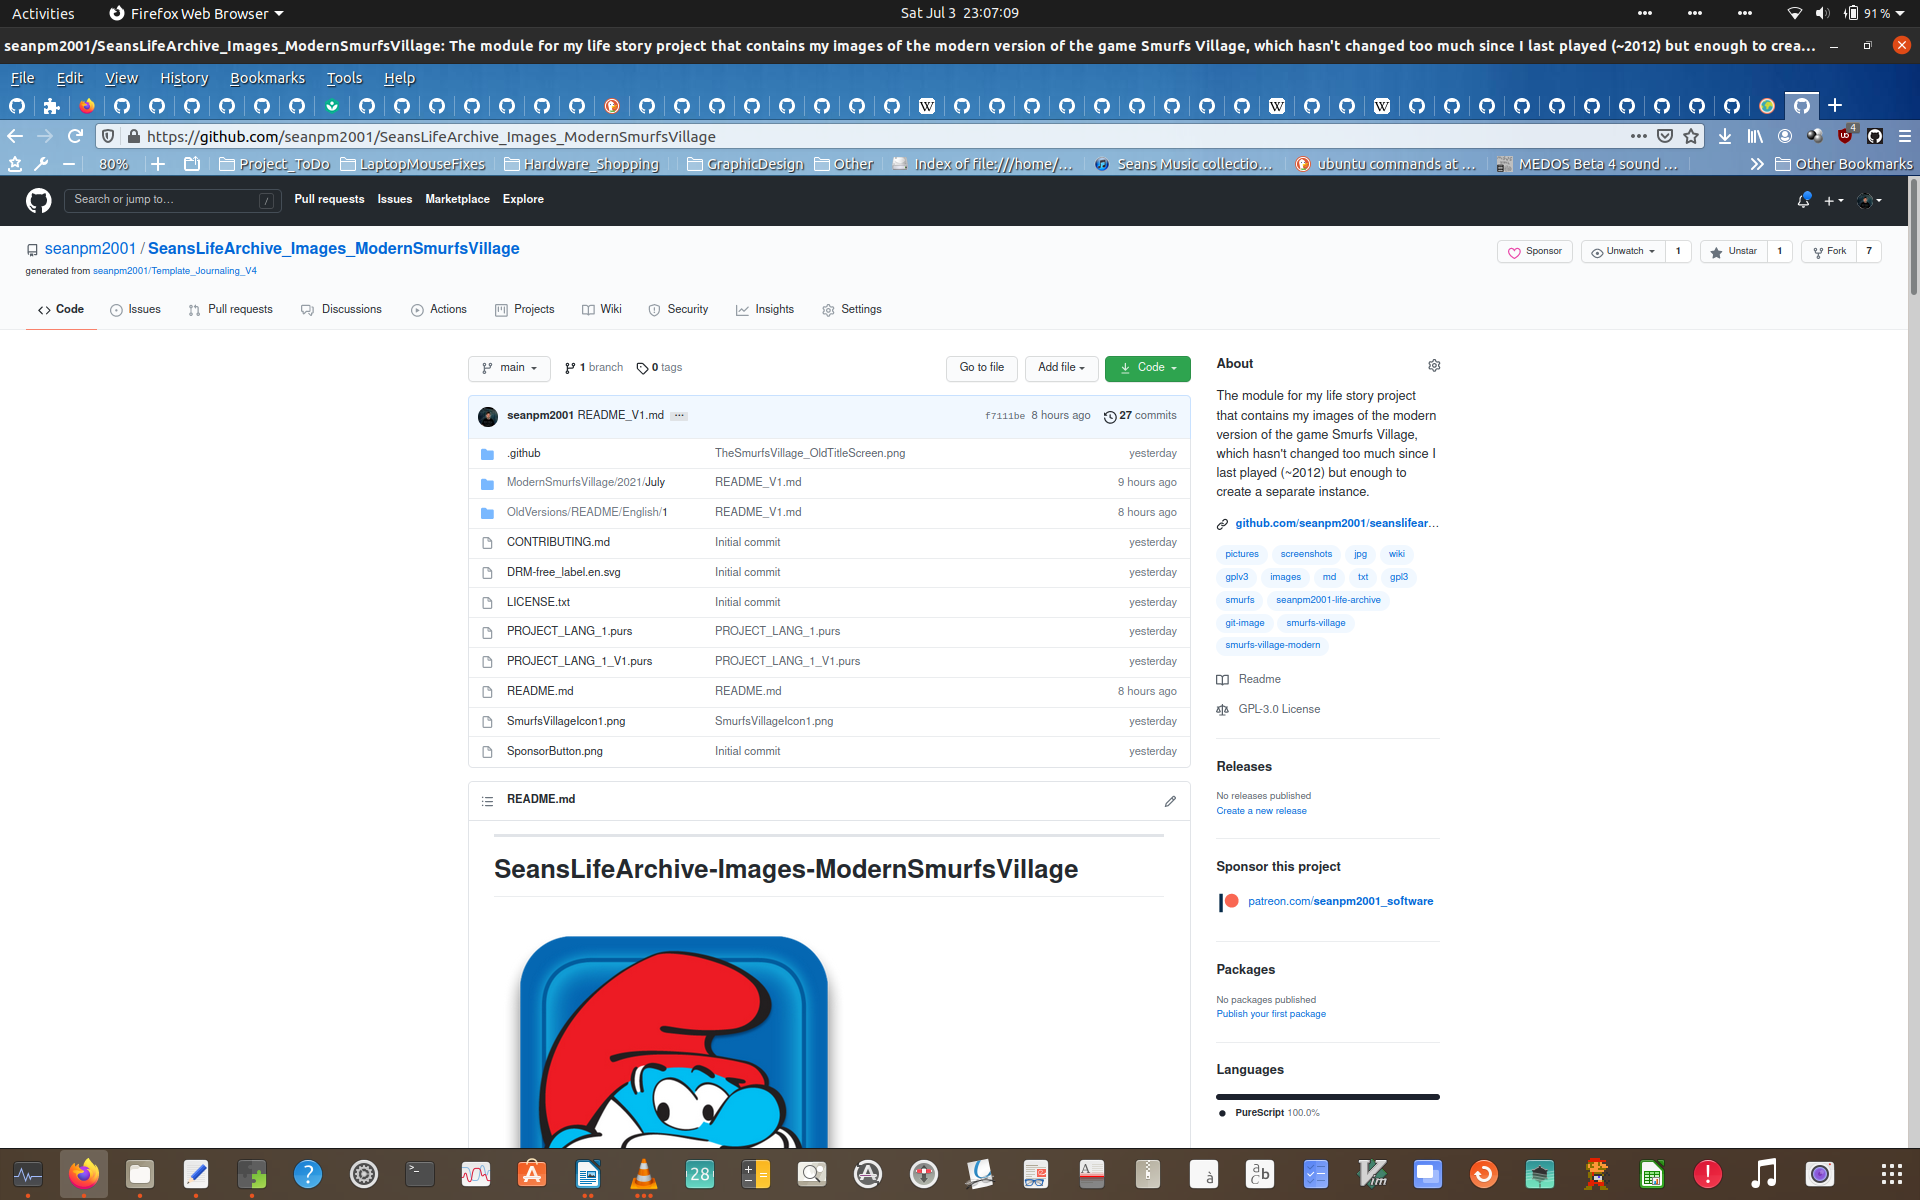 Activities Firefox Web Browser Sat Jul 3 23:07:09 91 %
seanpm2001/SeansLifeArchive_Images_ModernSmurfsVillage: The module for my life story project that contains my images of the modern version of the game Smurfs Village, which hasn't changed too much since I last played (~2012) but enough to crea...
File Edit View History Bookmarks Tools Help
https://github.com/seanpm2001/SeansLifeArchive_Images_ModernSmurfsVillage 4
80% Project_ToDo LaptopMouseFixes Hardware_Shopping GraphicDesign Other Index of file:///home/... Seans Music collectio... ubuntu commands at ... MEDOS Beta 4 sound ... Other Bookmarks
Search or jump to... / Pull requests Issues Marketplace Explore
seanpm2001 / SeansLifeArchive_Images_ModernSmurfsVillage
generated from seanpm2001/Template_Journaling_V4
Sponsor Unwatch 1 Unstar 1 Fork 7
Code Issues Pull requests Discussions Actions Projects Wiki Security Insights Settings
main 1 branch 0 tags Go to file Add file Code
seanpm2001 README_V1.md ... f7111be 8 hours ago 27 commits
.github TheSmurfsVillage_OldTitleScreen.png yesterday
ModernSmurfsVillage/2021/July README_V1.md 9 hours ago
OldVersions/README/English/1 README_V1.md 8 hours ago
CONTRIBUTING.md Initial commit yesterday
DRM-free_label.en.svg Initial commit yesterday
LICENSE.txt Initial commit yesterday
PROJECT_LANG_1.purs PROJECT_LANG_1.purs yesterday
PROJECT_LANG_1_V1.purs PROJECT_LANG_1_V1.purs yesterday
README.md README.md 8 hours ago
SmurfsVillageIcon1.png SmurfsVillageIcon1.png yesterday
SponsorButton.png Initial commit yesterday
README.md
SeansLifeArchive-Images-ModernSmurfsVillage
About
The module for my life story project
that contains my images of the modern
version of the game Smurfs Village,
which hasn't changed too much since I
last played (~2012) but enough to
create a separate instance.
github.com/seanpm2001/seanslifear...
pictures screenshots jpg wiki
gplv3 images md txt gpl3
smurfs seanpm2001-life-archive
git-image smurfs-village
smurfs-village-modern
Readme
GPL-3.0 License
Releases
No releases published
Create a new release
Sponsor this project
patreon.com/seanpm2001_software
Packages
No packages published
Publish your first package
Languages
PureScript 100.0%
28